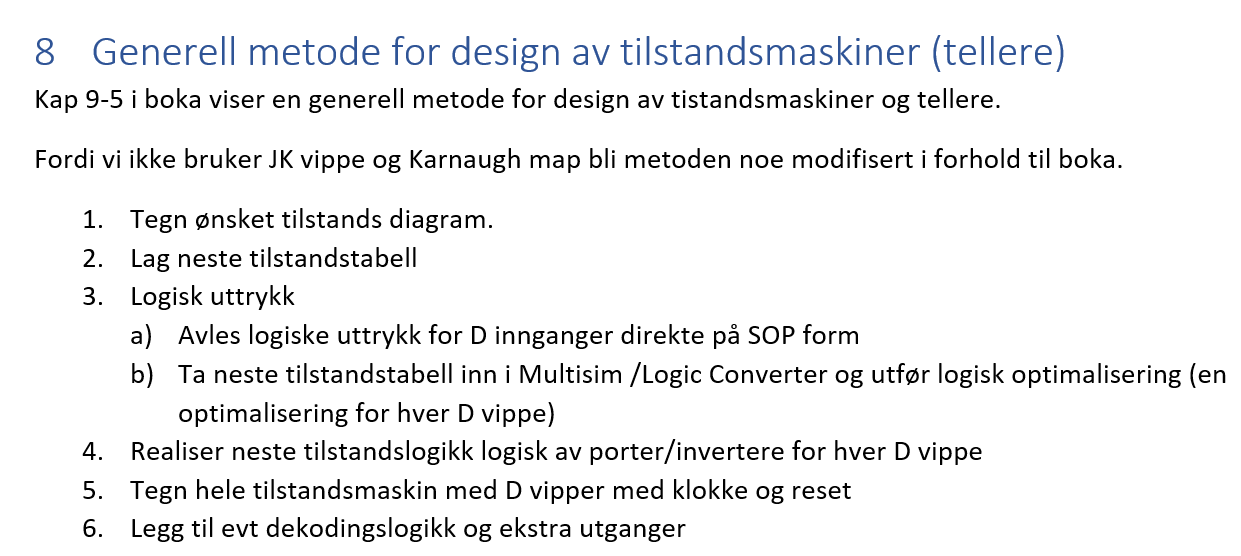 8 Generell metode for design av tilstandsmaskiner (tellere)
Kap 9-5 i boka viser en generell metode for design av tistandsmaskiner og tellere.
Fordi vi ikke bruker JK vippe og Karnaugh map bli metoden noe modifisert i forhold til boka.
1. Tegn ønsket tilstands diagram.
2. Lag neste tilstandstabell
3. Logisk uttrykk
a) Avles logiske uttrykk for D innganger direkte på SOP form
b) Ta neste tilstandstabell inn i Multisim /Logic Converter og utfør logisk optimalisering (en
optimalisering for hver D vippe)
4. Realiser neste tilstandslogikk logisk av porter/invertere for hver D vippe
5. Tegn hele tilstandsmaskin med D vipper med klokke og reset
6. Legg til evt dekodingslogikk og ekstra utganger